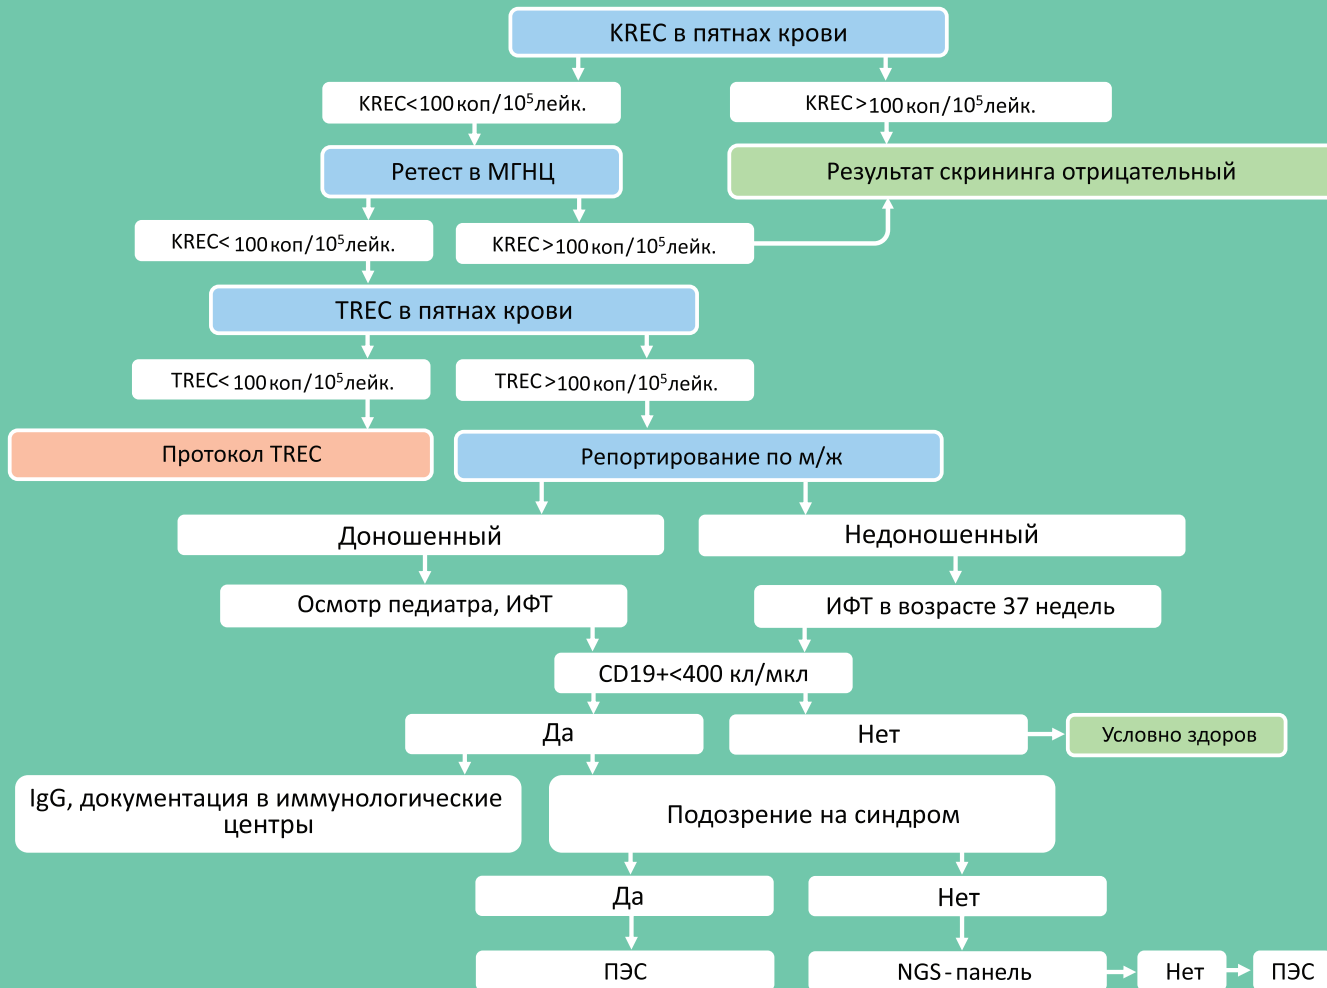 KREC в пятнах крови
KREC<100 коп/10⁵лейк.
KREC>100 коп/10⁵лейк.
Ретест в МГНЦ
Результат скрининга отрицательный
KREC< 100 коп/10⁵лейк.
KREC>100 коп/10⁵лейк.
TREC в пятнах крови
TREC< 100 коп/10⁵лейк.
TREC>100 коп/10⁵лейк.
Протокол TREC
Репортирование по м/ж
Доношенный
Недоношенный
Осмотр педиатра, ИФТ
ИФТ в возрасте 37 недель
CD19+<400 кл/мкл
Да
Нет
Условно здоров
IgG, документация в иммунологические
центры
Подозрение на синдром
Да
Нет
ПЭС
NGS - панель
Нет
ПЭС